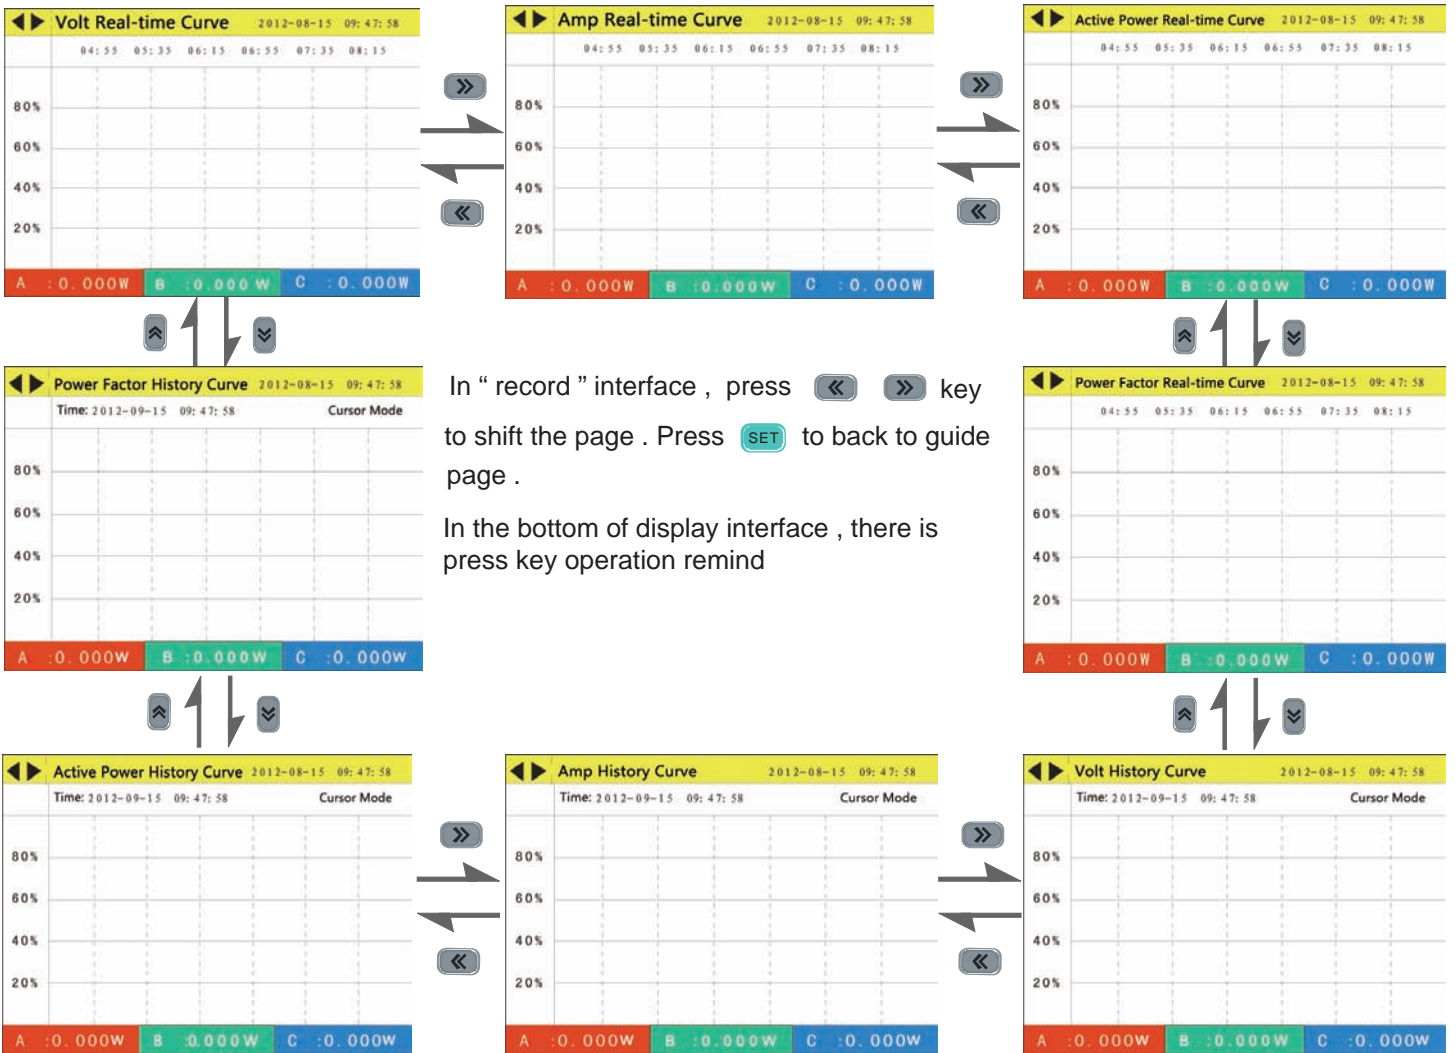 Volt Real-time Curve 2012-08-15 09:47:58
04:55 05:35 06:15 06:55 07:35 08:15
80%
60%
40%
20%
A :0.000W B :0.000W C :0.000W
Amp Real-time Curve 2012-08-15 09:47:58
04:55 05:35 06:15 06:55 07:35 08:15
80%
60%
40%
20%
A :0.000W B :0.000W C :0.000W
Active Power Real-time Curve 2012-08-15 09:47:58
04:55 05:35 06:15 06:55 07:35 08:15
80%
60%
40%
20%
A :0.000W B :0.000W C :0.000W
Power Factor History Curve 2012-08-15 09:47:58
Time: 2012-09-15 09:47:58 Cursor Mode
80%
60%
40%
20%
A :0.000W B :0.000W C :0.000W
In “ record ” interface , press key
to shift the page . Press SET to back to guide
page .
In the bottom of display interface , there is
press key operation remind
Power Factor Real-time Curve 2012-08-15 09:47:58
04:55 05:35 06:15 06:55 07:35 08:15
80%
60%
40%
20%
A :0.000W B :0.000W C :0.000W
Active Power History Curve 2012-08-15 09:47:58
Time: 2012-09-15 09:47:58 Cursor Mode
80%
60%
40%
20%
A :0.000W B :0.000W C :0.000W
Amp History Curve 2012-08-15 09:47:58
Time: 2012-09-15 09:47:58 Cursor Mode
80%
60%
40%
20%
A :0.000W B :0.000W C :0.000W
Volt History Curve 2012-08-15 09:47:58
Time: 2012-09-15 09:47:58 Cursor Mode
80%
60%
40%
20%
A :0.000W B :0.000W C :0.000W